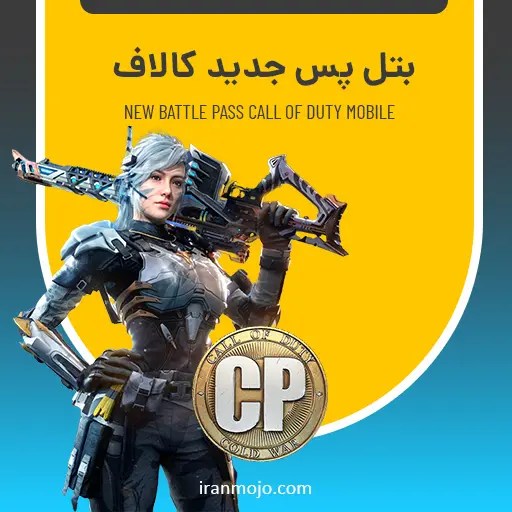 بتل پس جدید کالاف
NEW BATTLE PASS CALL OF DUTY MOBILE
CALL OF DUTY
CP
COLD WAR
iranmojo.com